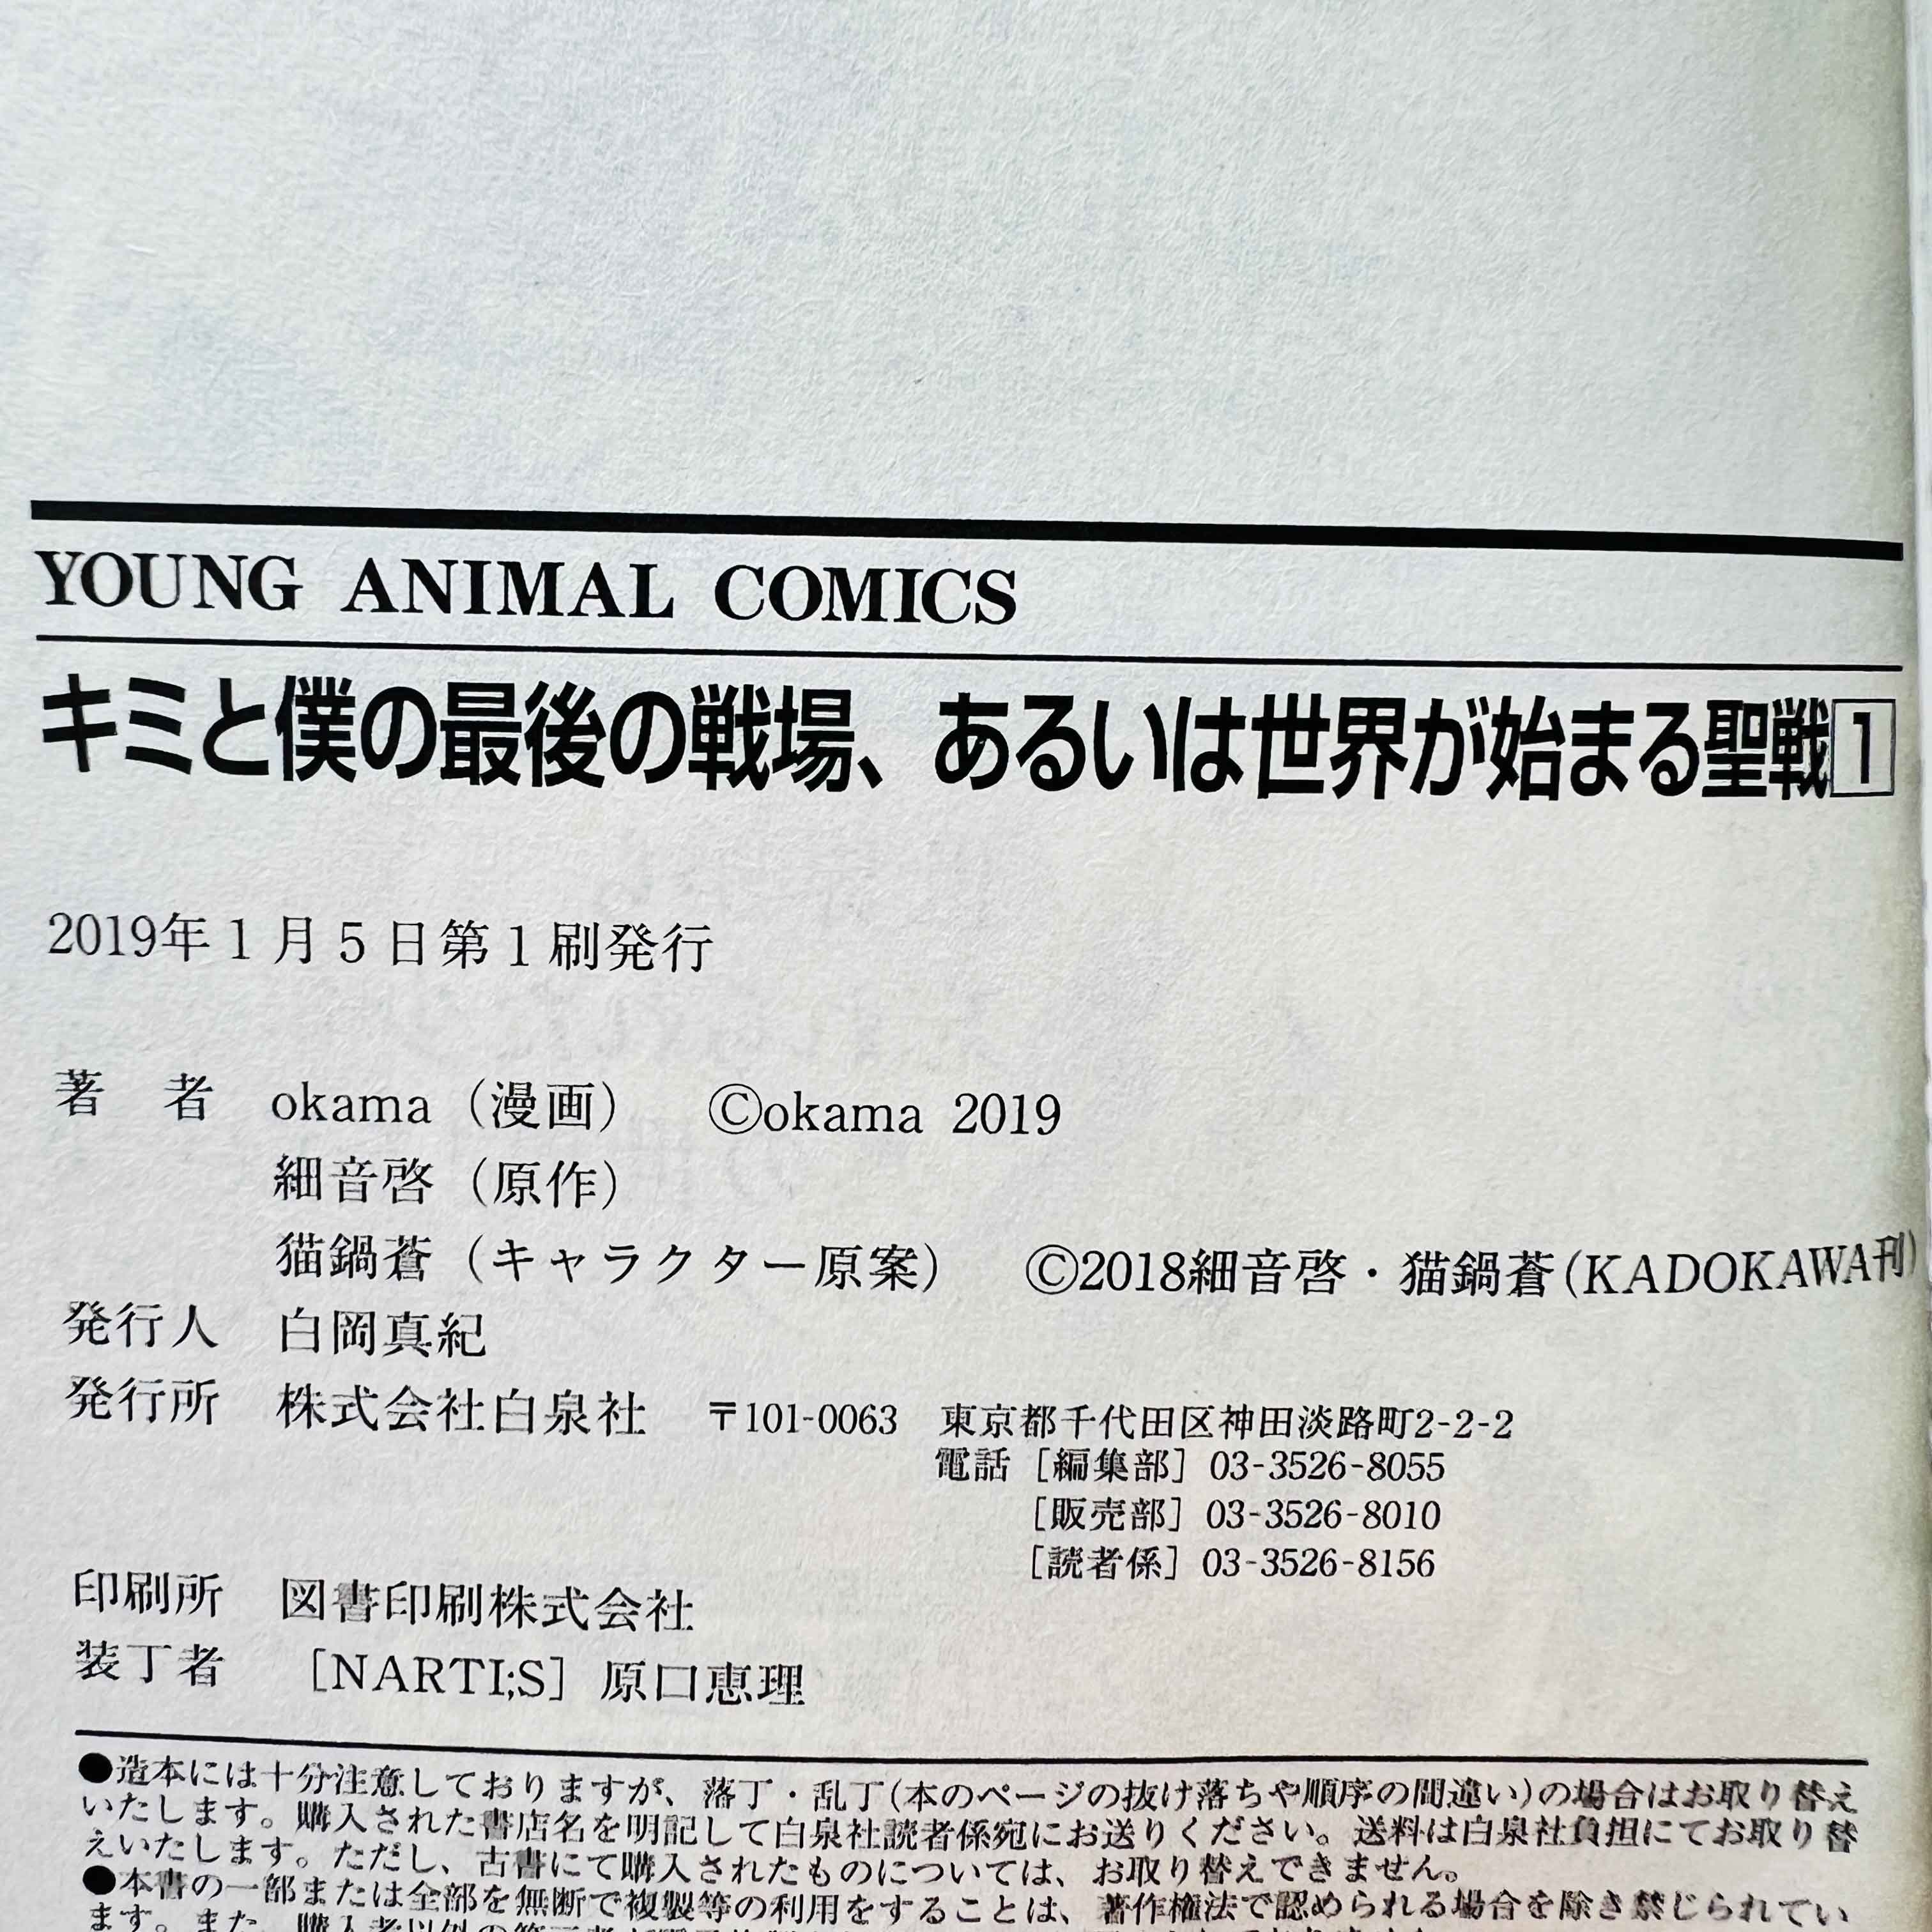 YOUNG ANIMAL COMICS
キミと僕の最後の戦場、あるいは世界が始まる聖戦1
2019年1月5日第1刷発行
著 者 okama（漫画） ©okama 2019
細音啓（原作）
猫鍋蒼（キャラクター原案） ©2018細音啓・猫鍋蒼(KADOKAWA刊)
発行人 白岡真紀
発行所 株式会社白泉社 〒101-0063 東京都千代田区神田淡路町2-2-2
電話［編集部］03-3526-8055
［販売部］03-3526-8010
［読者係］03-3526-8156
印刷所 図書印刷株式会社
装丁者 ［NARTI;S］原口恵理
●造本には十分注意しておりますが、落丁・乱丁(本のページの抜け落ちや順序の間違い)の場合はお取り替え
いたします。購入された書店名を明記して白泉社読者係宛にお送りください。送料は白泉社負担にてお取り替
えいたします。ただし、古書にて購入されたものについては、お取り替えできません。
●本書の一部または全部を無断で複製等の利用をすることは、著作権法で認められる場合を除き禁じられてい
ます。また、購入者以外の第三者が